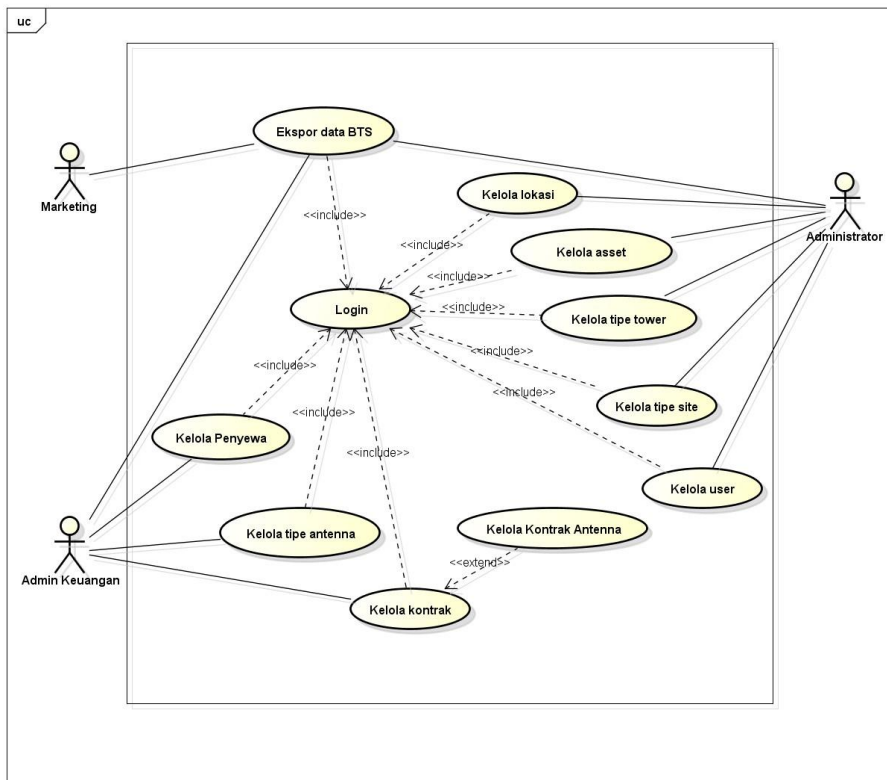 uc
Ekspor data BTS
Marketing
Kelola lokasi
<<include>>
Administrator
<<include>>
Kelola asset
<<include>>
Login
<<include>>
Kelola tipe tower
<<include>>
<<include>>
<<include>>
Kelola tipe site
<<include>>
Kelola Penyewa
<<include>>
Kelola user
Kelola tipe antenna
Kelola Kontrak Antenna
<<extend>>
Admin Keuangan
Kelola kontrak